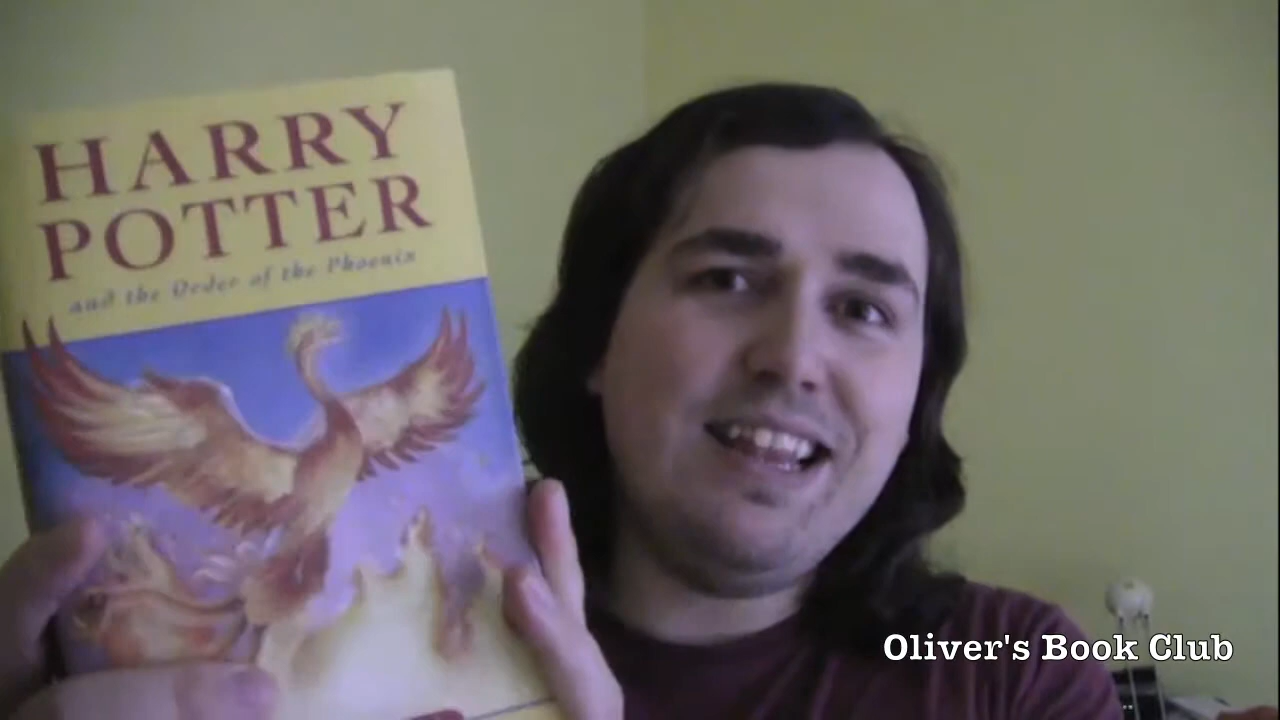 HARRY
POTTER
and the Order of the Phoenix
Oliver's Book Club